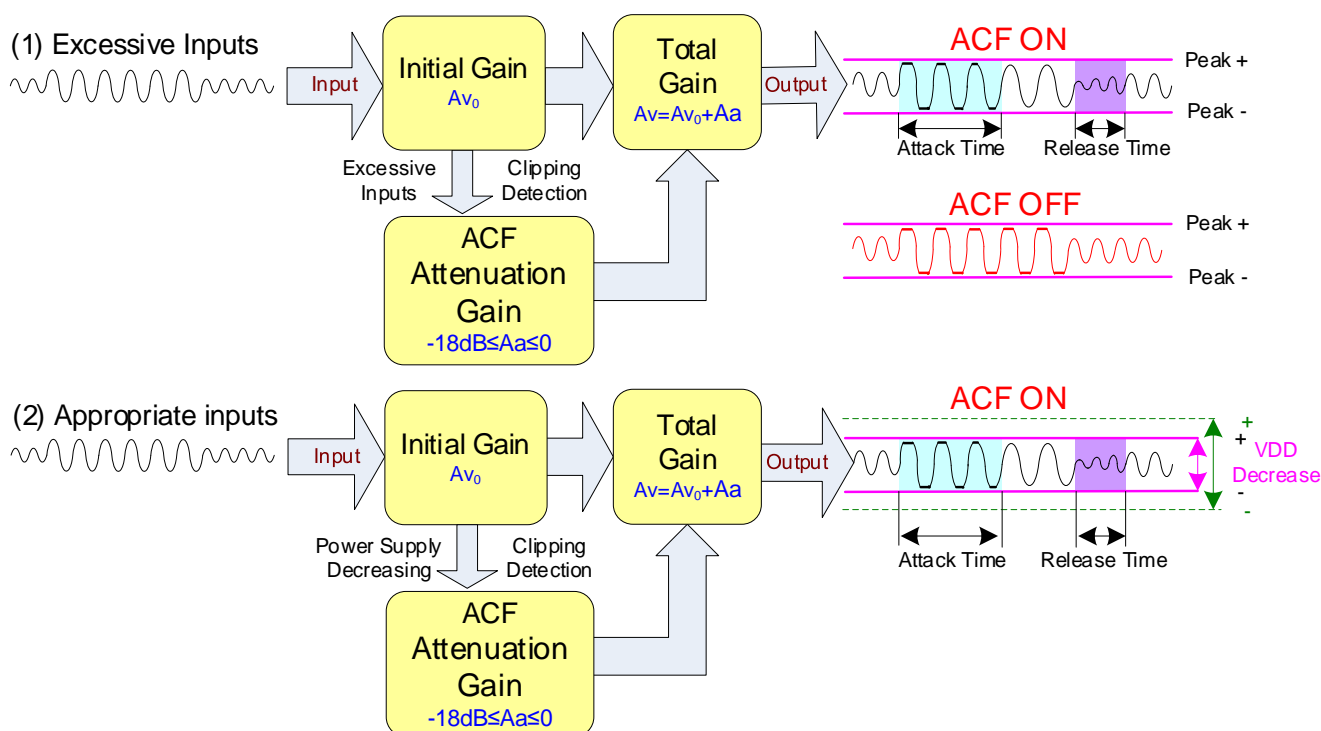 (1) Excessive Inputs
Input
Initial Gain
Av₀
Total
Gain
Av=Av₀+Aa
Output
ACF ON
Peak +
Peak -
Attack Time
Release Time
Excessive
Inputs
Clipping
Detection
ACF
Attenuation
Gain
-18dB≤Aa≤0
ACF OFF
Peak +
Peak -
(2) Appropriate inputs
Input
Initial Gain
Av₀
Total
Gain
Av=Av₀+Aa
Output
ACF ON
+
+
VDD
Decrease
-
-
Attack Time
Release Time
Power Supply
Decreasing
Clipping
Detection
ACF
Attenuation
Gain
-18dB≤Aa≤0